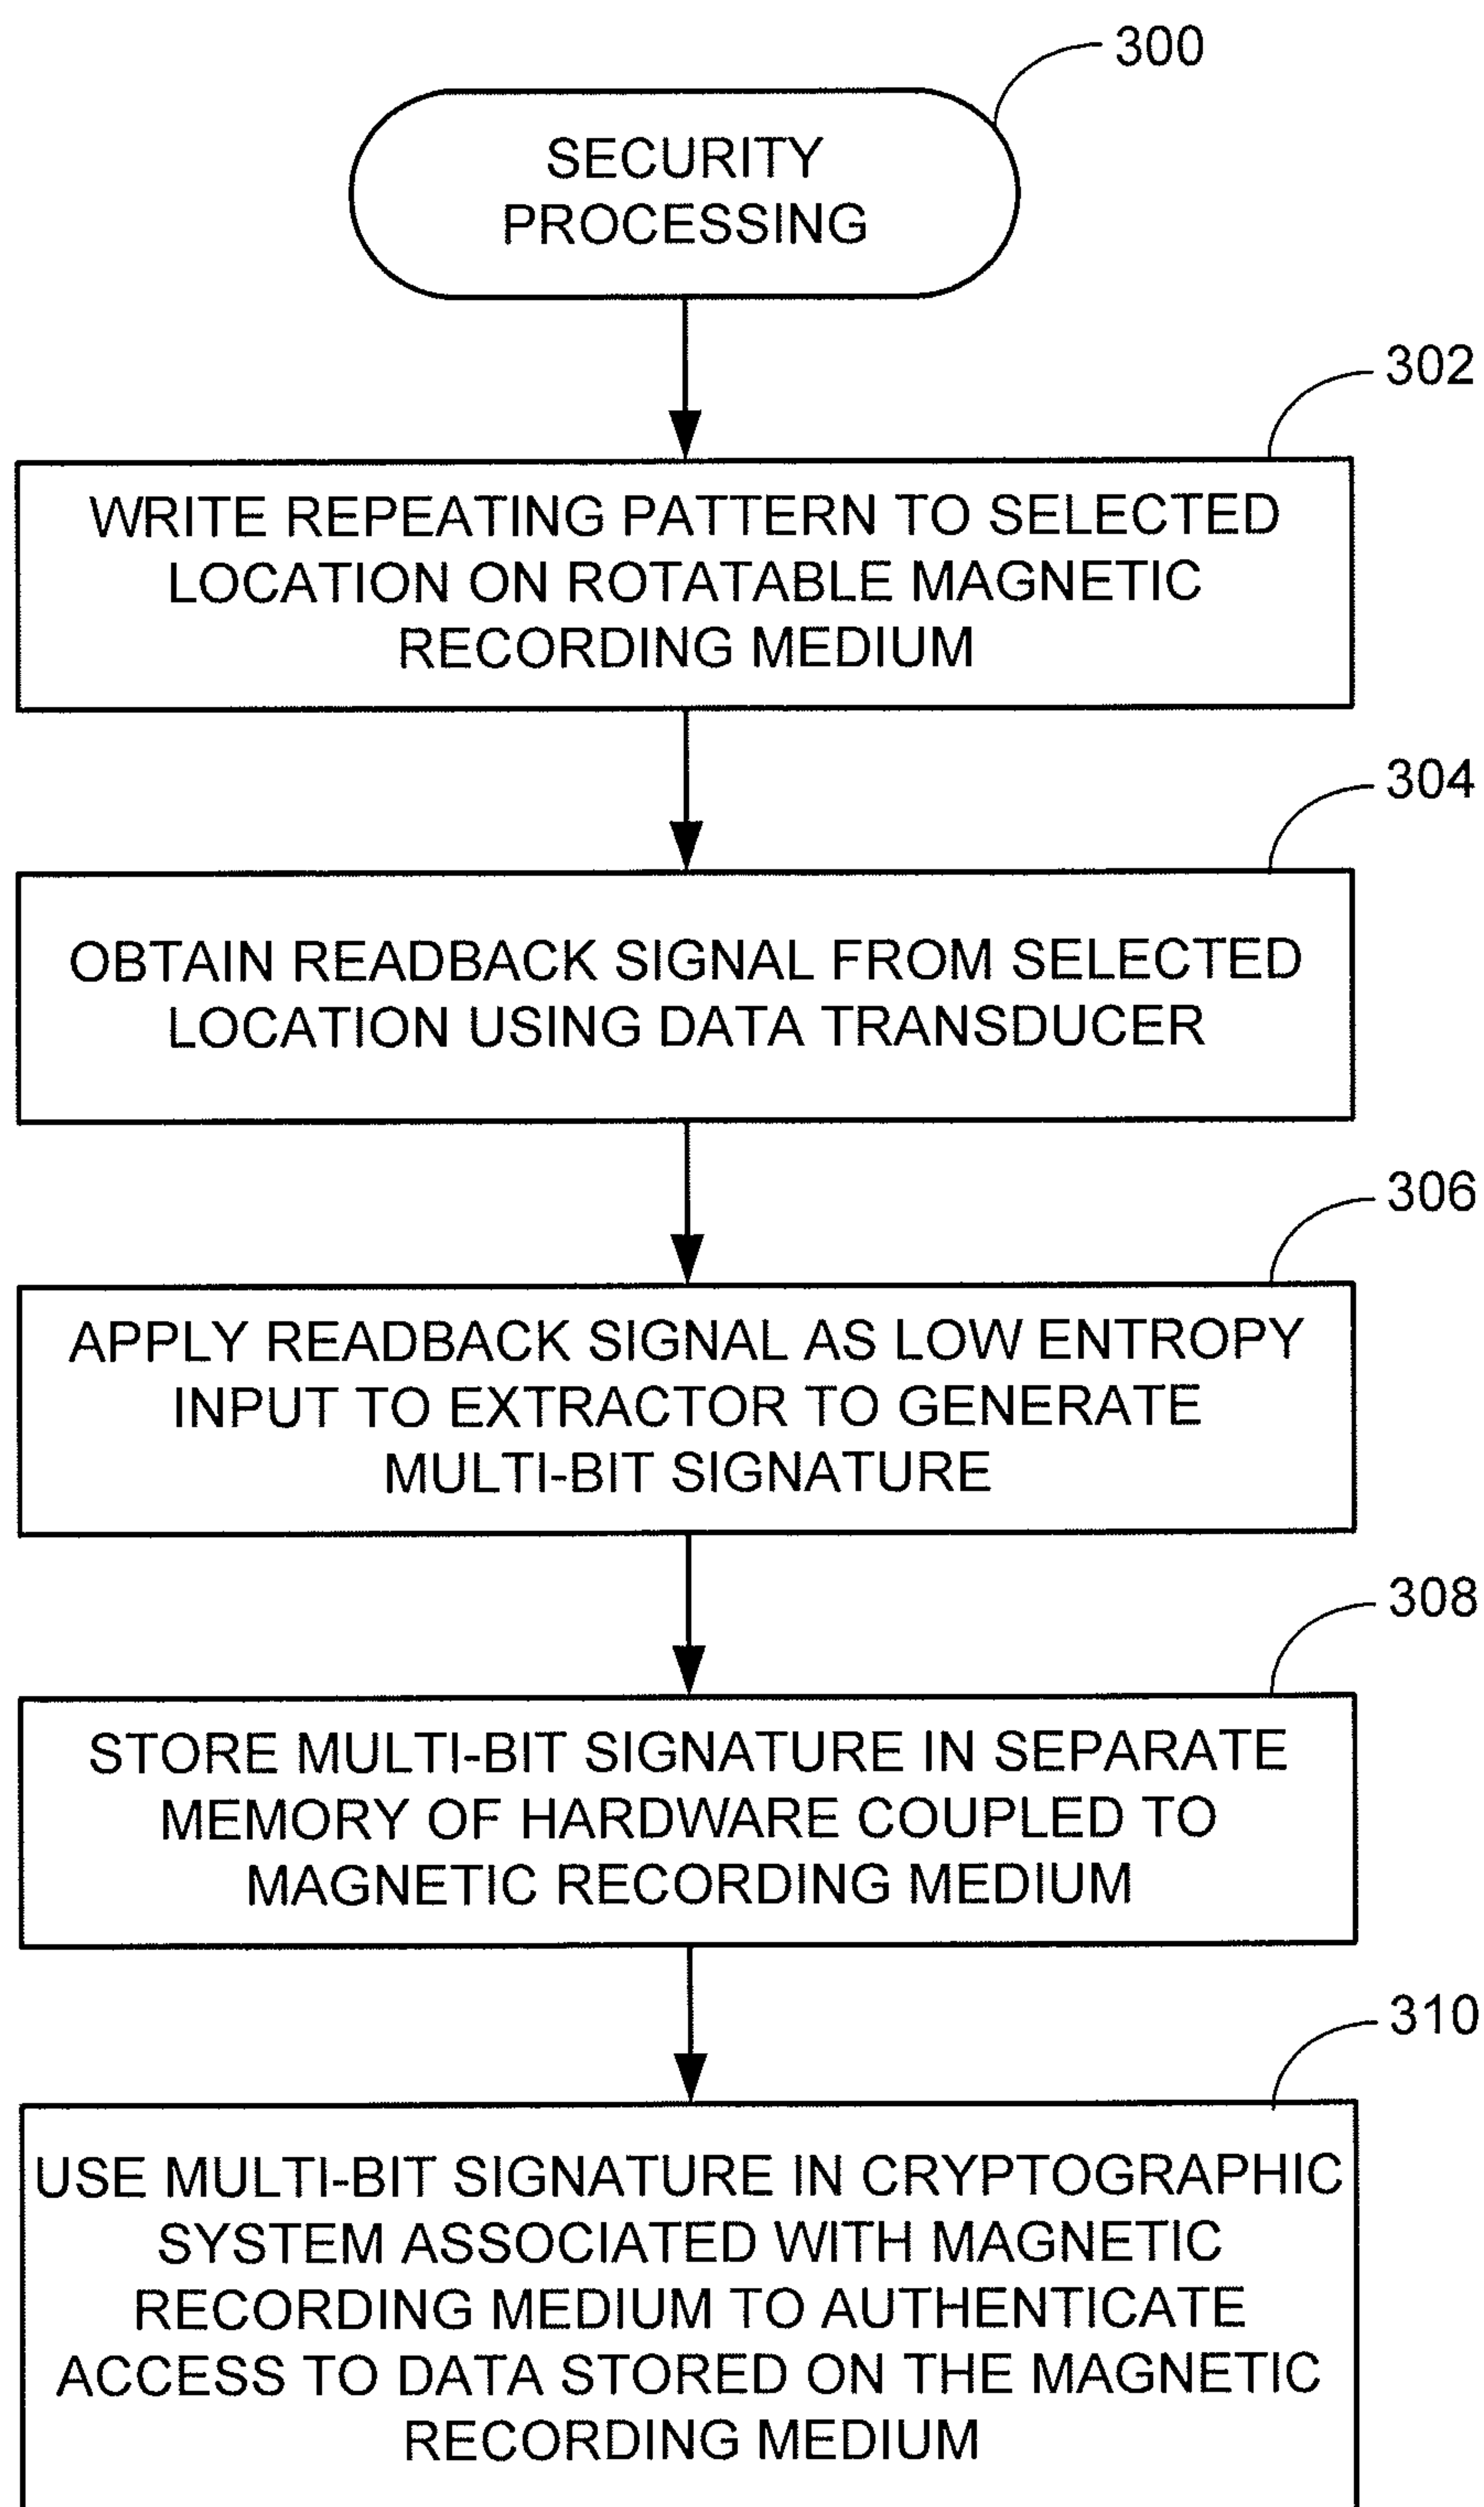 300
SECURITY
PROCESSING
302
WRITE REPEATING PATTERN TO SELECTED
LOCATION ON ROTATABLE MAGNETIC
RECORDING MEDIUM
304
OBTAIN READBACK SIGNAL FROM SELECTED
LOCATION USING DATA TRANSDUCER
306
APPLY READBACK SIGNAL AS LOW ENTROPY
INPUT TO EXTRACTOR TO GENERATE
MULTI-BIT SIGNATURE
308
STORE MULTI-BIT SIGNATURE IN SEPARATE
MEMORY OF HARDWARE COUPLED TO
MAGNETIC RECORDING MEDIUM
310
USE MULTI-BIT SIGNATURE IN CRYPTOGRAPHIC
SYSTEM ASSOCIATED WITH MAGNETIC
RECORDING MEDIUM TO AUTHENTICATE
ACCESS TO DATA STORED ON THE MAGNETIC
RECORDING MEDIUM